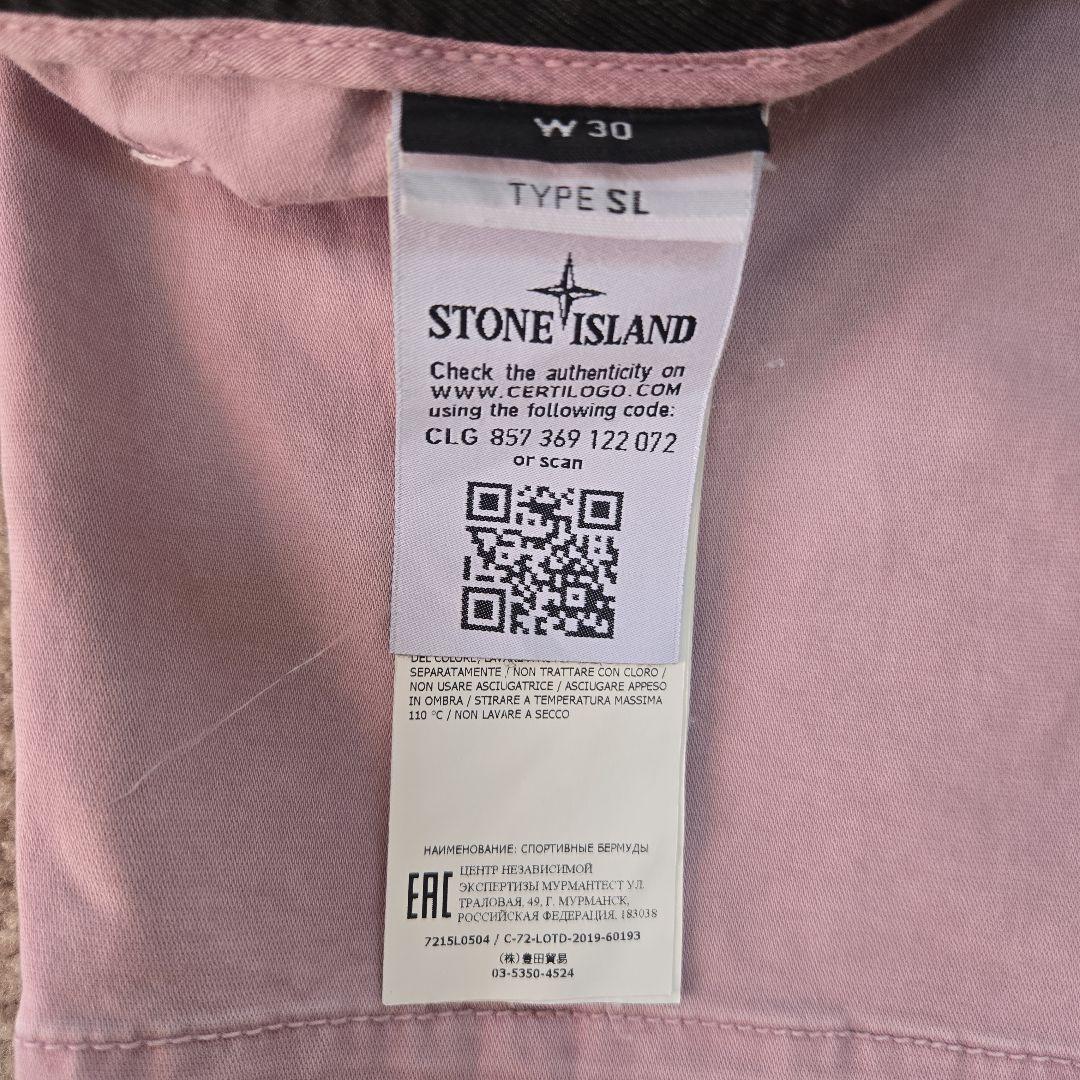 W 30
TYPE SL
STONE ISLAND
Check the authenticity on
WWW.CERTILOGO.COM
using the following code:
CLG 857 369 122 072
or scan
DEL COLORE/
SEPARATAMENTE / NON TRATTARE CON CLORO /
NON USARE ASCIUGATRICE / ASCIUGARE APPESO
IN OMBRA / STIRARE A TEMPERATURA MASSIMA
110 °C / NON LAVARE A SECCO
НАИМЕНОВАНИЕ: СПОРТИВНЫЕ БЕРМУДЫ
EAC
ЦЕНТР НЕЗАВИСИМОЙ
ЭКСПЕРТИЗЫ МУРМАНТЕСТ УЛ.
ТРАЛОВАЯ, 49, Г. МУРМАНСК,
РОССИЙСКАЯ ФЕДЕРАЦИЯ, 183038
7215L0504 / C-72-LOTD-2019-60193
(株)豊田貿易
03-5350-4524